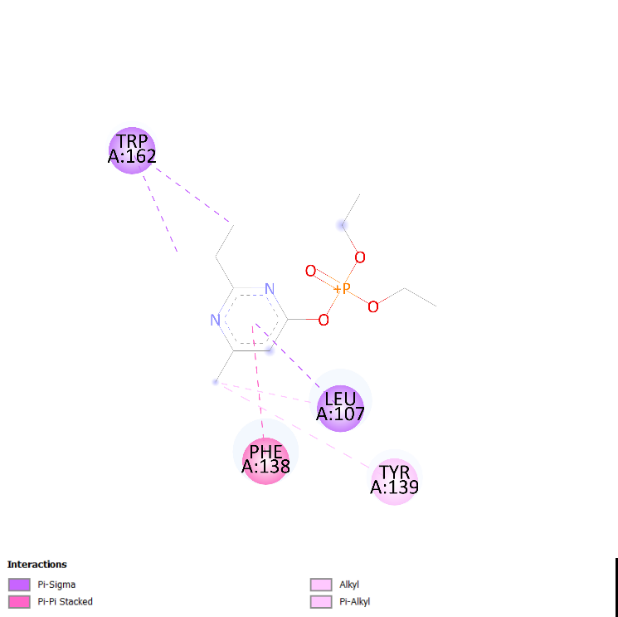 TRP
A:162
O
O
+P
N
O
N
O
LEU
A:107
PHE
A:138
TYR
A:139
Interactions
Pi-Sigma
Alkyl
Pi-Pi Stacked
Pi-Alkyl